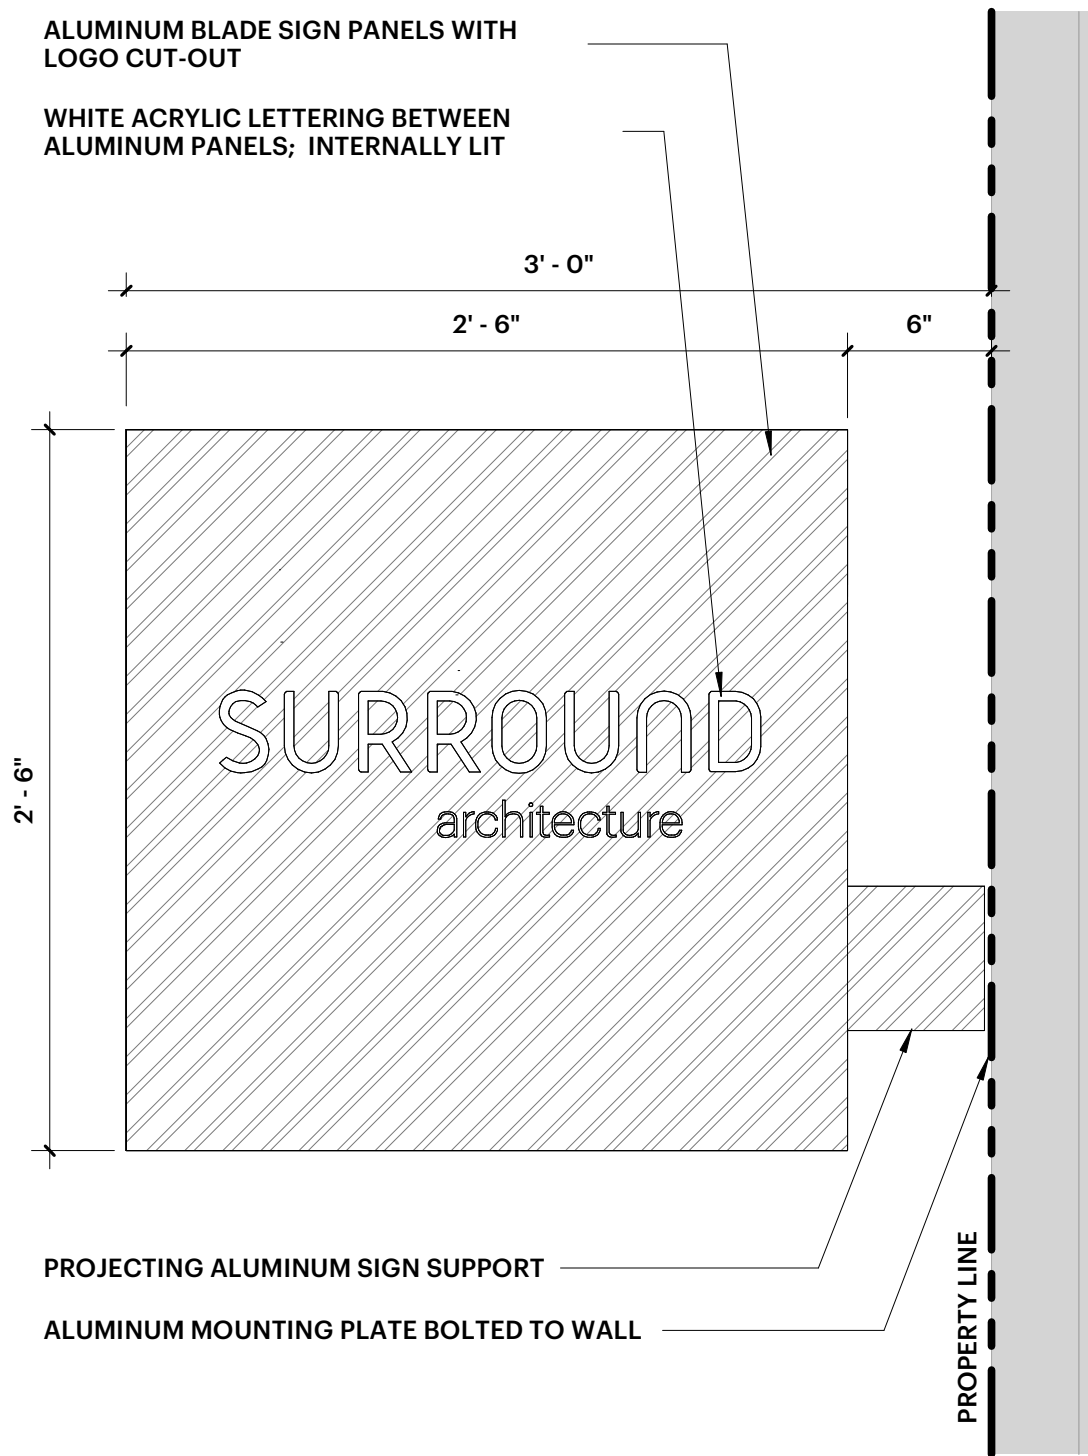 ALUMINUM BLADE SIGN PANELS WITH
LOGO CUT-OUT
WHITE ACRYLIC LETTERING BETWEEN
ALUMINUM PANELS;  INTERNALLY LIT
3' - 0"
2' - 6"
6"
2' - 6"
SURROUND
architecture
PROJECTING ALUMINUM SIGN SUPPORT
ALUMINUM MOUNTING PLATE BOLTED TO WALL
PROPERTY LINE